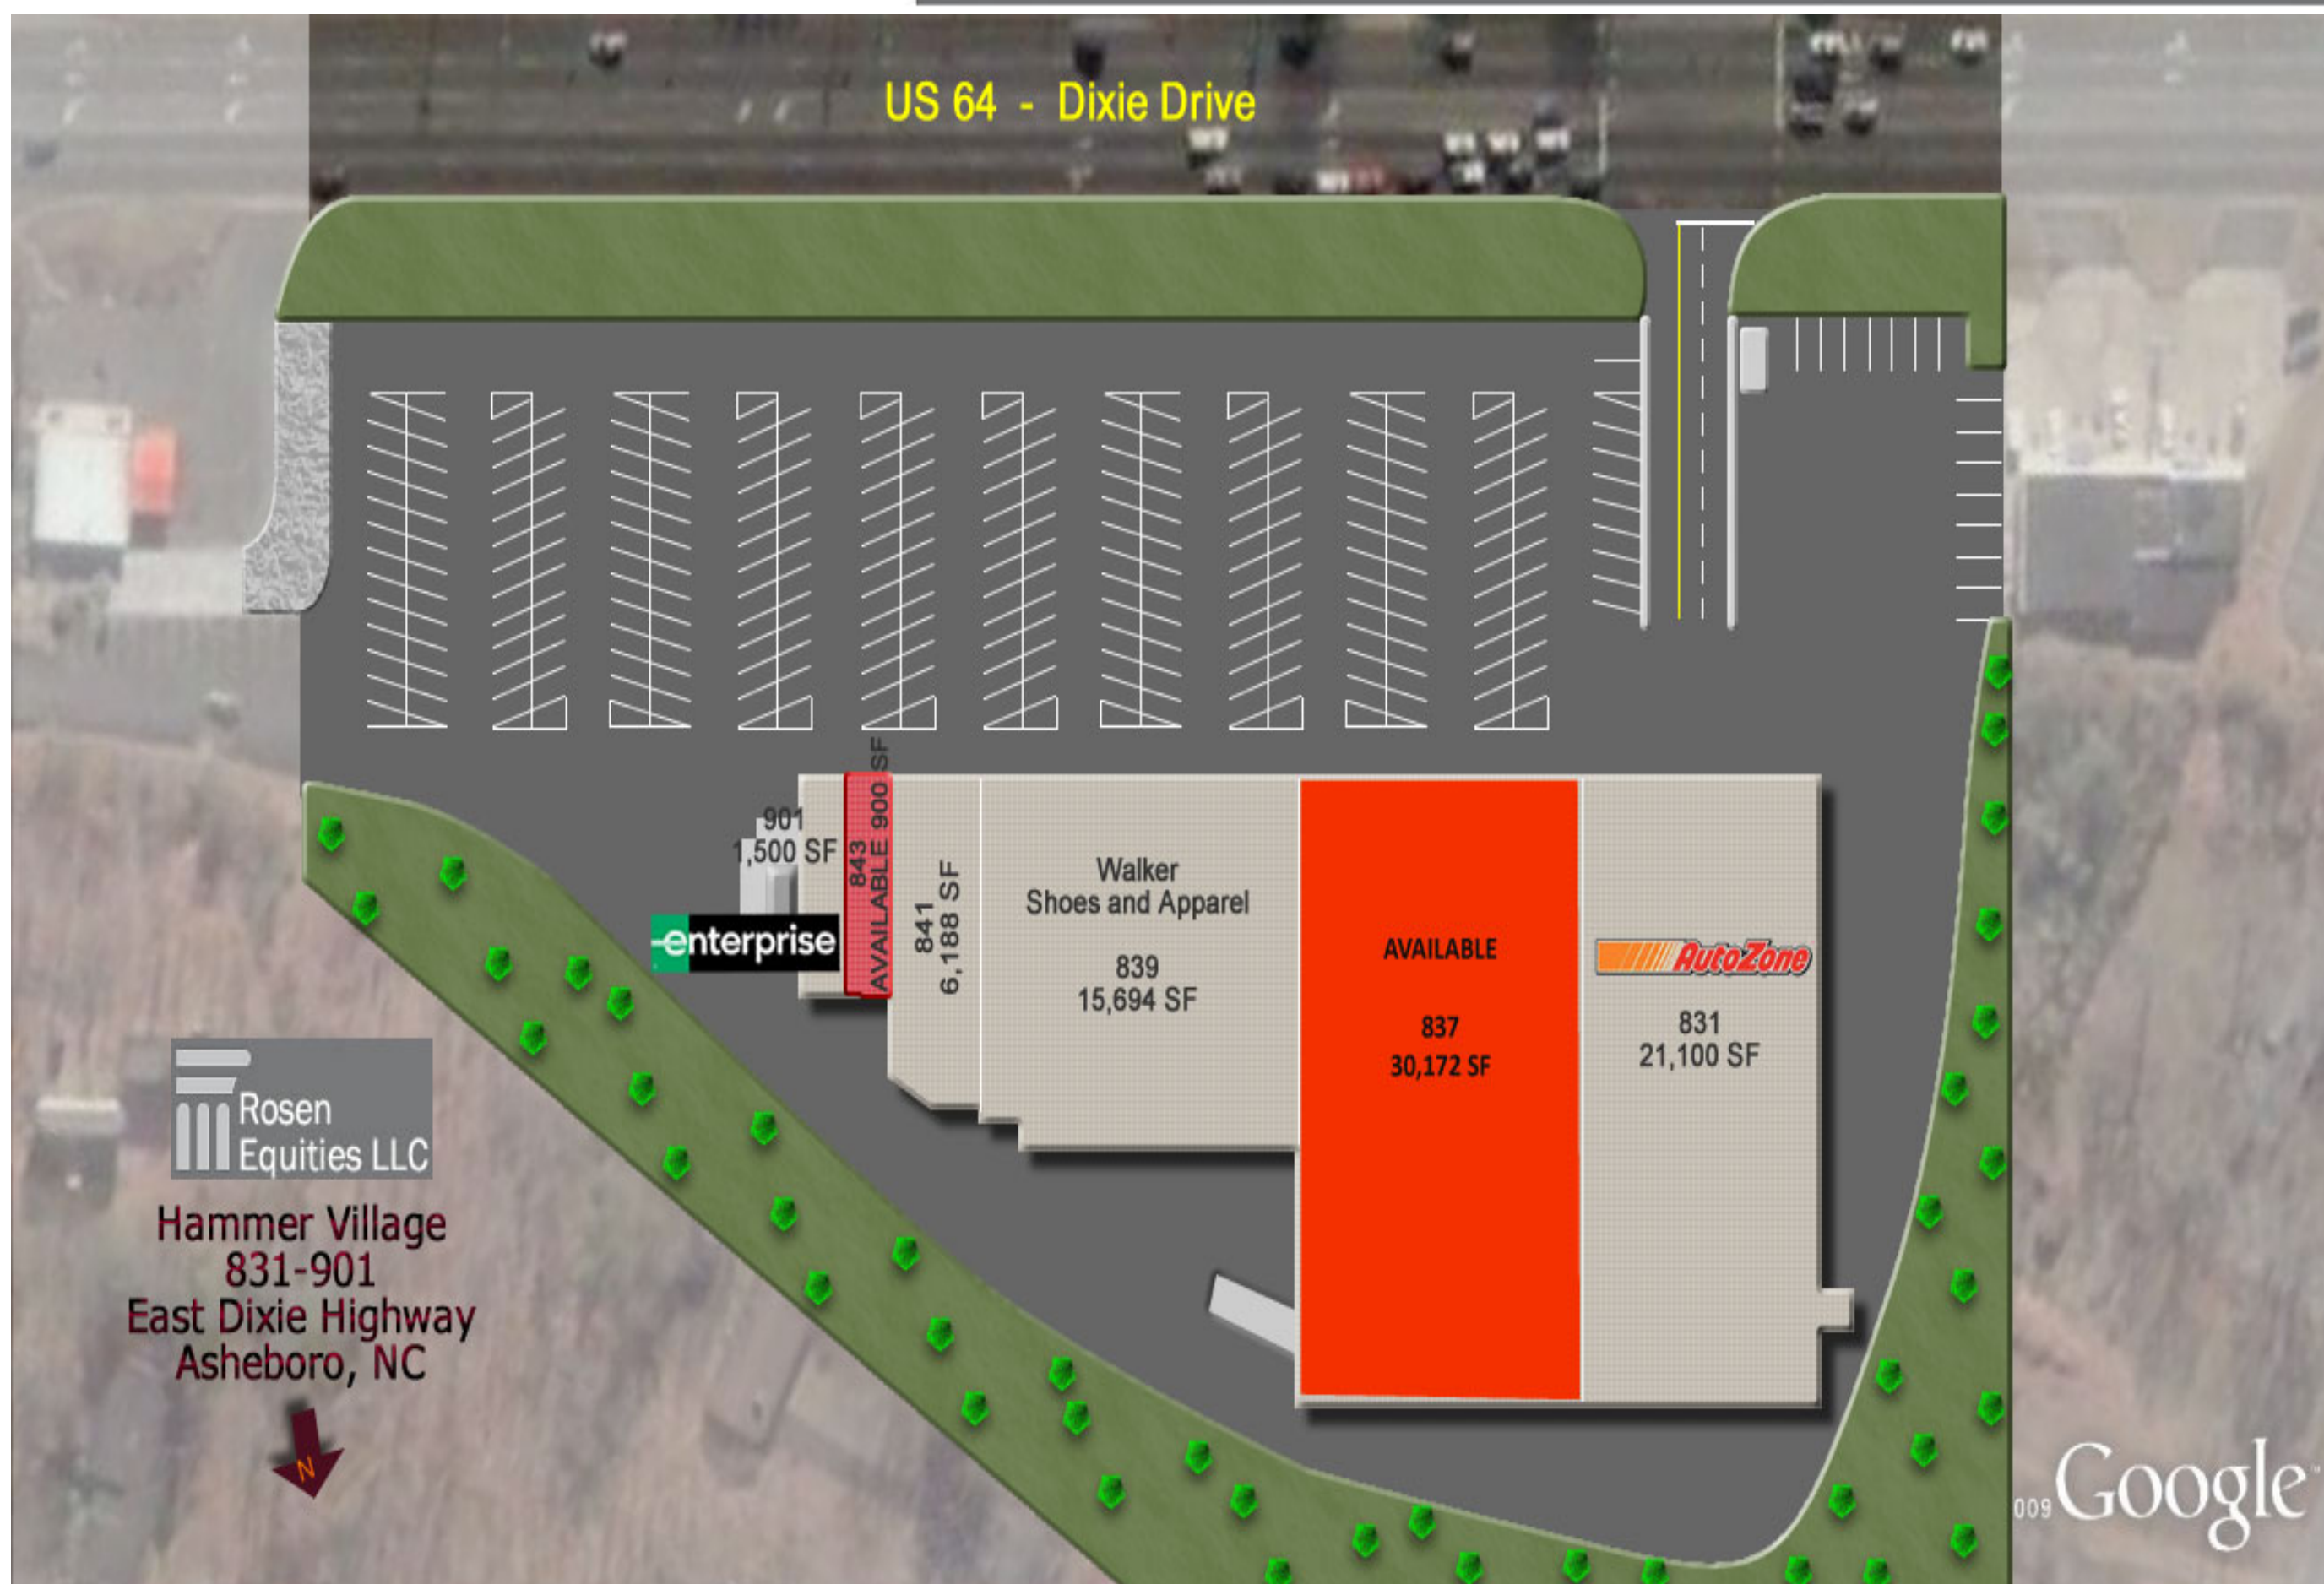 US 64 - Dixie Drive
901
1,500 SF
enterprise
843
AVAILABLE 900 SF
841
6,188 SF
Walker
Shoes and Apparel
839
15,694 SF
AVAILABLE
837
30,172 SF
AutoZone
831
21,100 SF
Rosen
Equities LLC
Hammer Village
831-901
East Dixie Highway
Asheboro, NC
N
009 Google